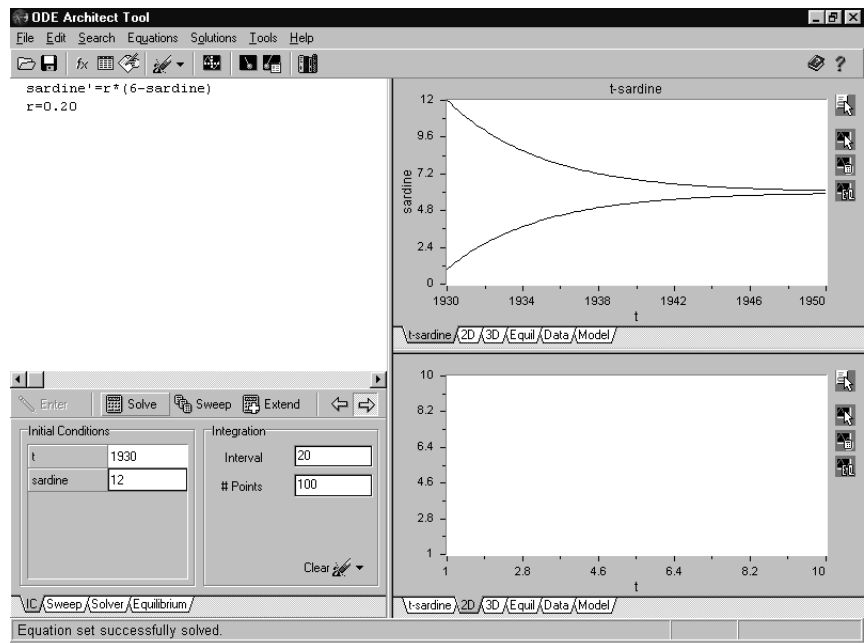 ODE Architect Tool
File Edit Search Equations Solutions Tools Help
fx
?
sardine'=r*(6-sardine)
r=0.20
t-sardine
12
9.6
7.2
4.8
2.4
0
sardine
1930 1934 1938 1942 1946 1950
t
t-sardine 2D 3D Equil Data Model
Enter Solve Sweep Extend
Initial Conditions
t 1930
sardine 12
Integration
Interval 20
# Points 100
Clear
IC Sweep Solver Equilibrium
10
8.2
6.4
4.6
2.8
1
1 2.8 4.6 6.4 8.2 10
t
t-sardine 2D 3D Equil Data Model
Equation set successfully solved.